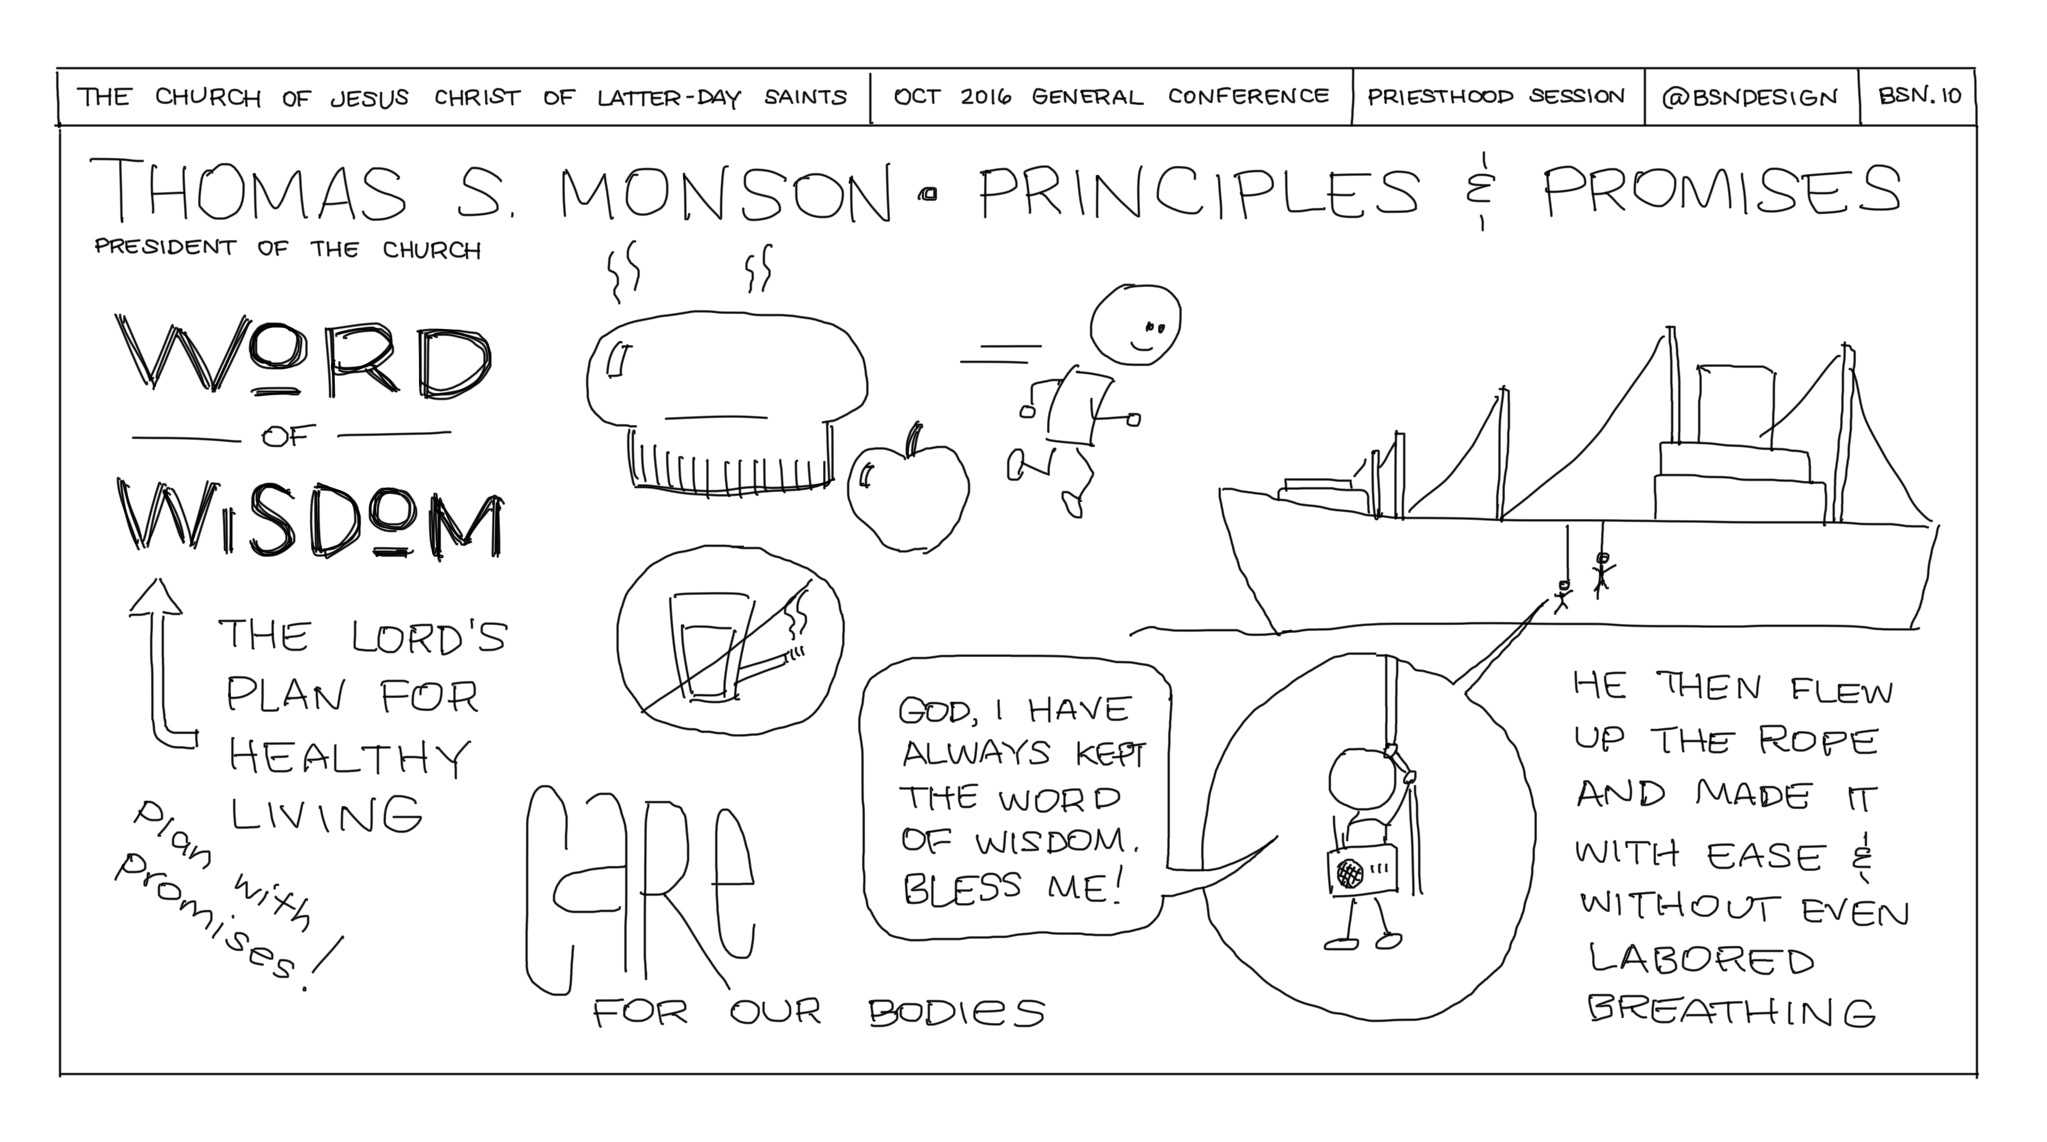 THE CHURCH OF JESUS CHRIST OF LATTER-DAY SAINTS
OCT 2016 GENERAL CONFERENCE
PRIESTHOOD SESSION
@BSNDESIGN
BSN.10
THOMAS S. MONSON • PRINCIPLES & PROMISES
PRESIDENT OF THE CHURCH
WORD
OF
WISDOM
THE LORD'S
PLAN FOR
HEALTHY
LIVING
Plan with
Promises!
CARe
FOR OUR BODIeS
GOD, I HAVE
ALWAYS KEPT
THE WORD
OF WISDOM.
BLESS ME!
HE THEN FLEW
UP THE ROPE
AND MADE IT
WITH EASE &
WITHOUT EVEN
LABORED
BREATHING